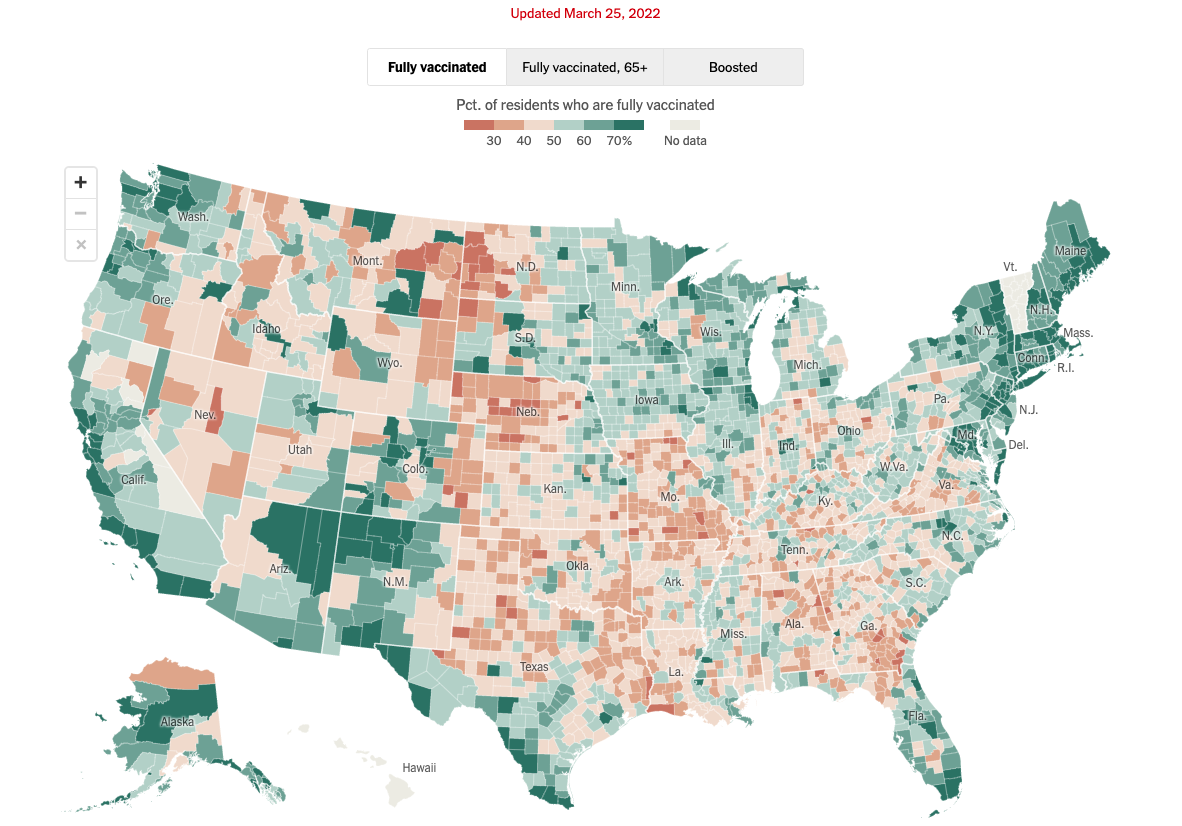 Updated March 25, 2022
Fully vaccinated
Fully vaccinated, 65+
Boosted
Pct. of residents who are fully vaccinated
30 40 50 60 70% No data
+
−
×
Wash.
Mont.
N.D.
Minn.
Vt.
Maine
Ore.
Idaho
S.D.
Wis.
N.Y.
N.H.
Mass.
Wyo.
Mich.
Conn.
R.I.
Nev.
Neb.
Iowa
Pa.
N.J.
Utah
Colo.
Ill.
Ind.
Ohio
Md.
Del.
Calif.
Kan.
Mo.
Ky.
W.Va.
Va.
Ariz.
N.M.
Okla.
Ark.
Tenn.
N.C.
S.C.
Texas
La.
Miss.
Ala.
Ga.
Alaska
Hawaii
Fla.